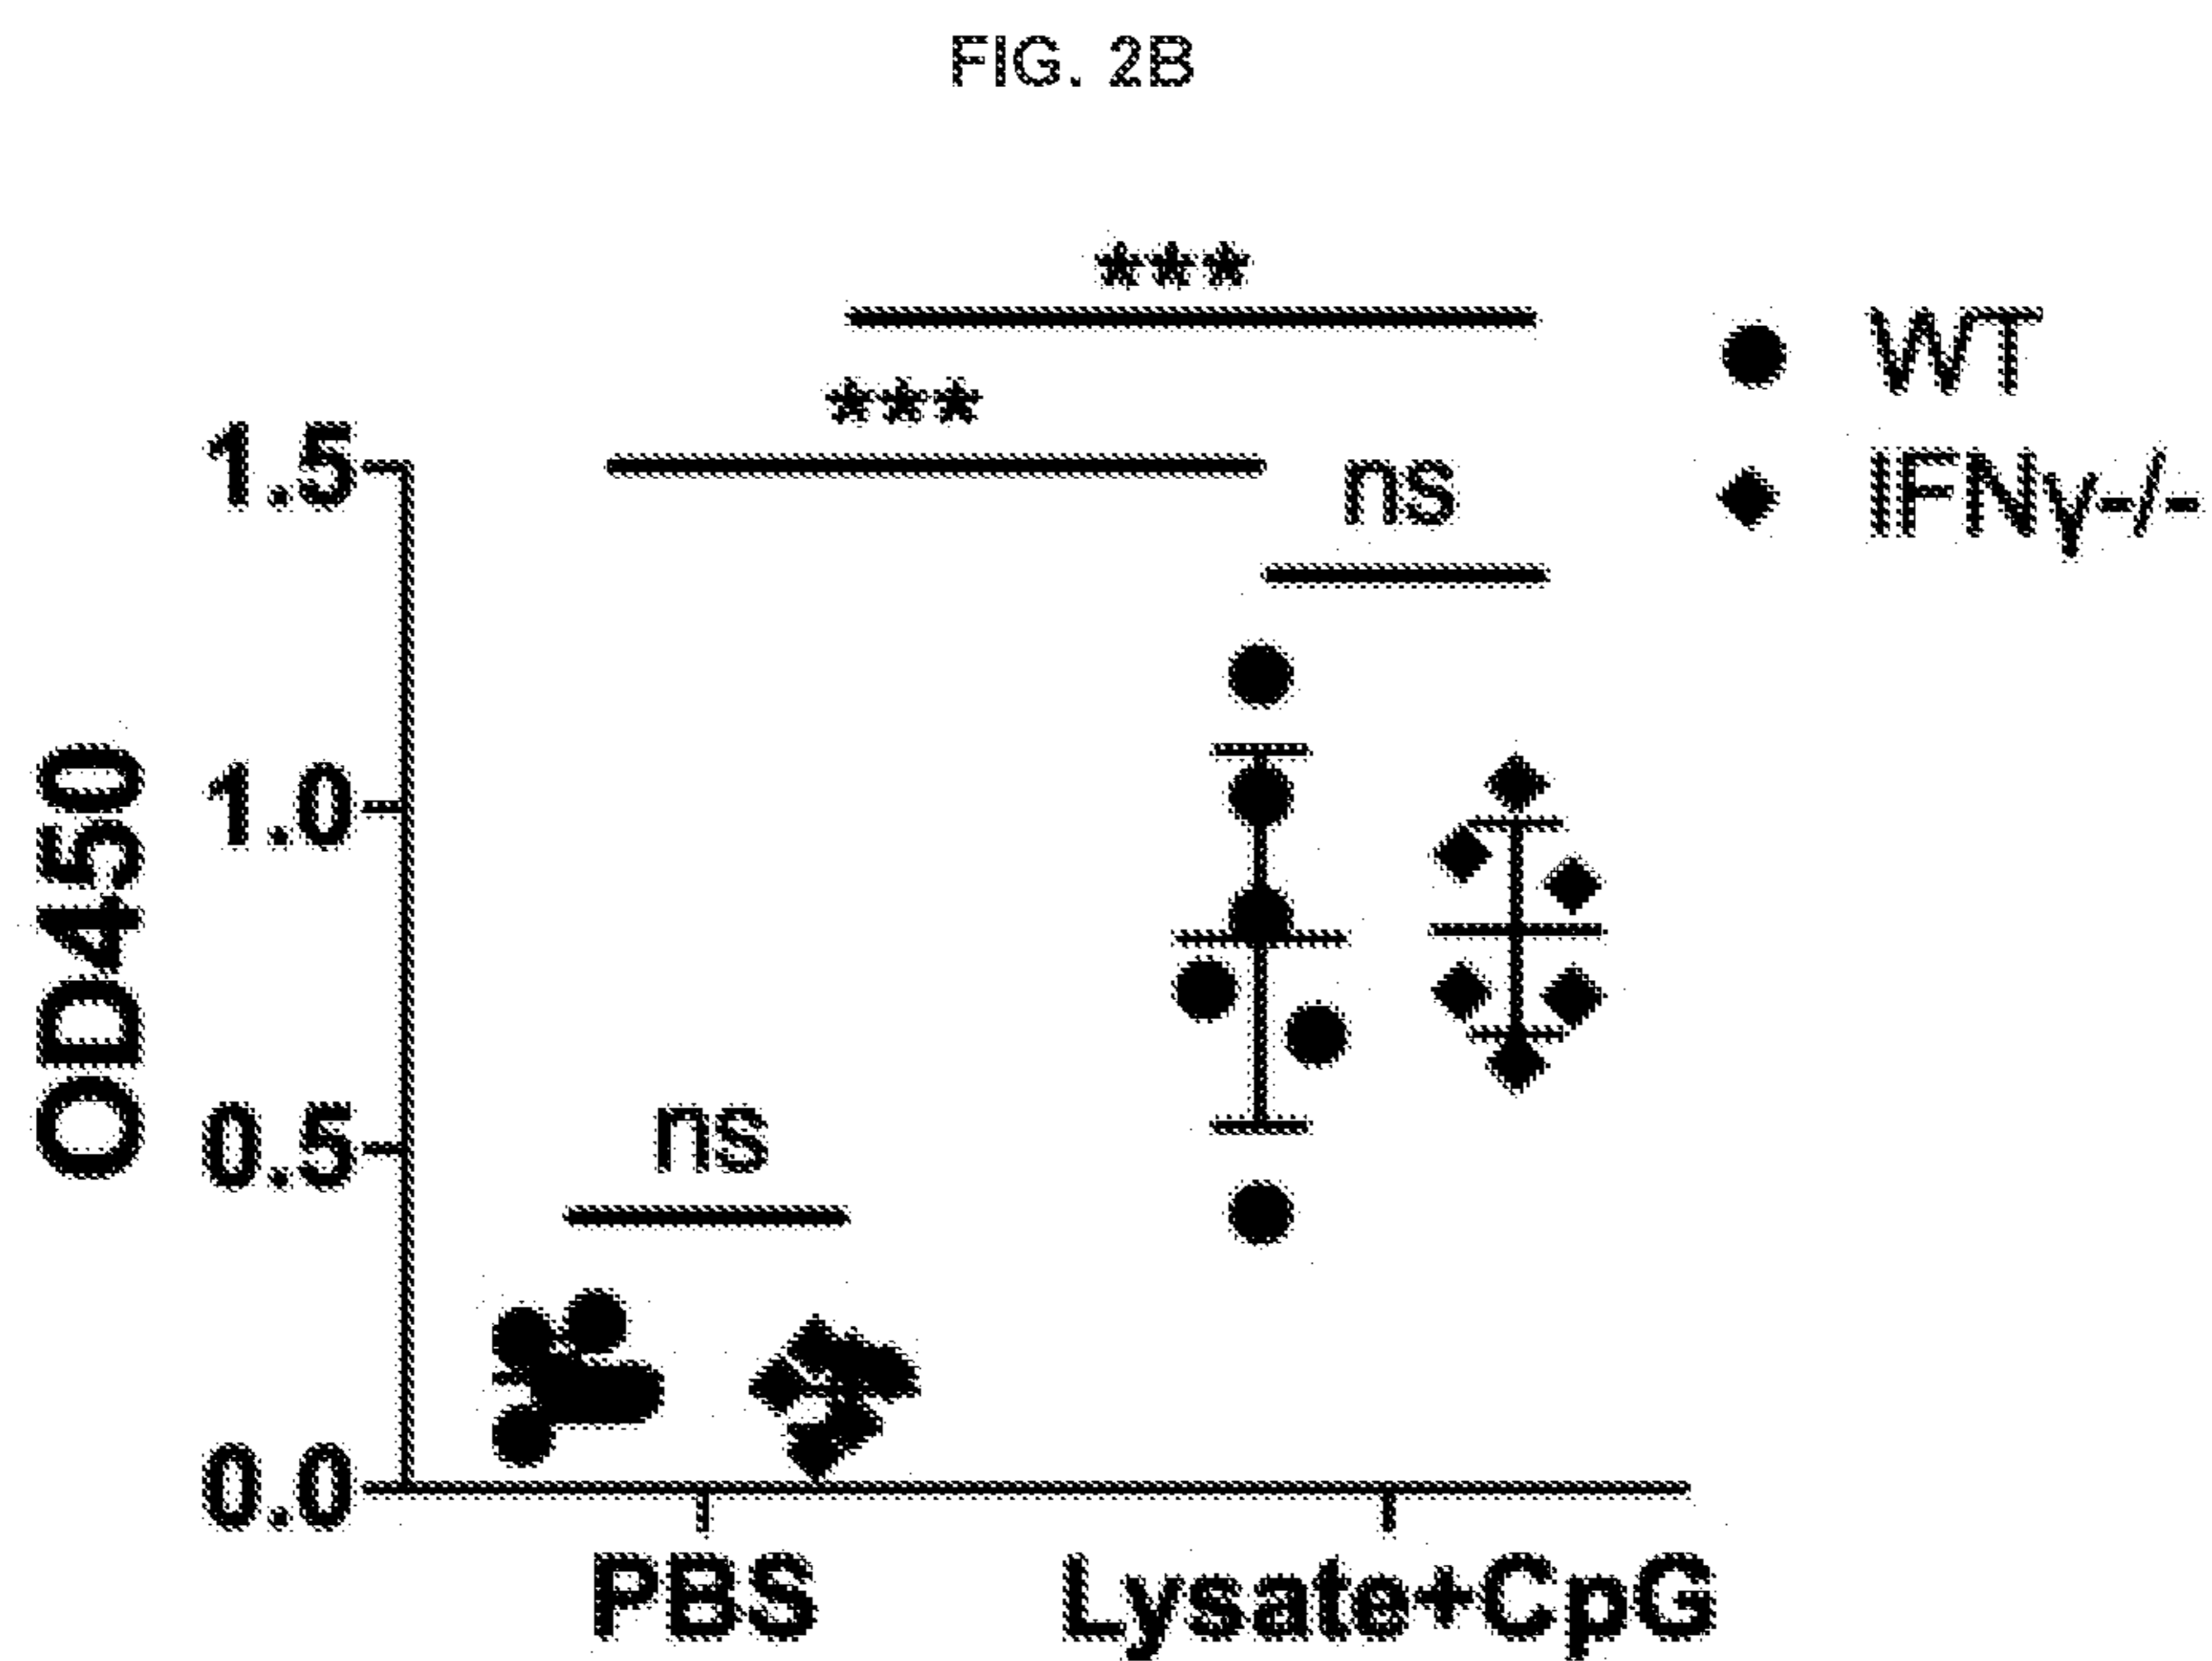 FIG. 2B
***
WT
***
1.5
ns
IFNγ-/-
1.0
OD450
0.5
ns
0.0
PBS
Lysate+CpG